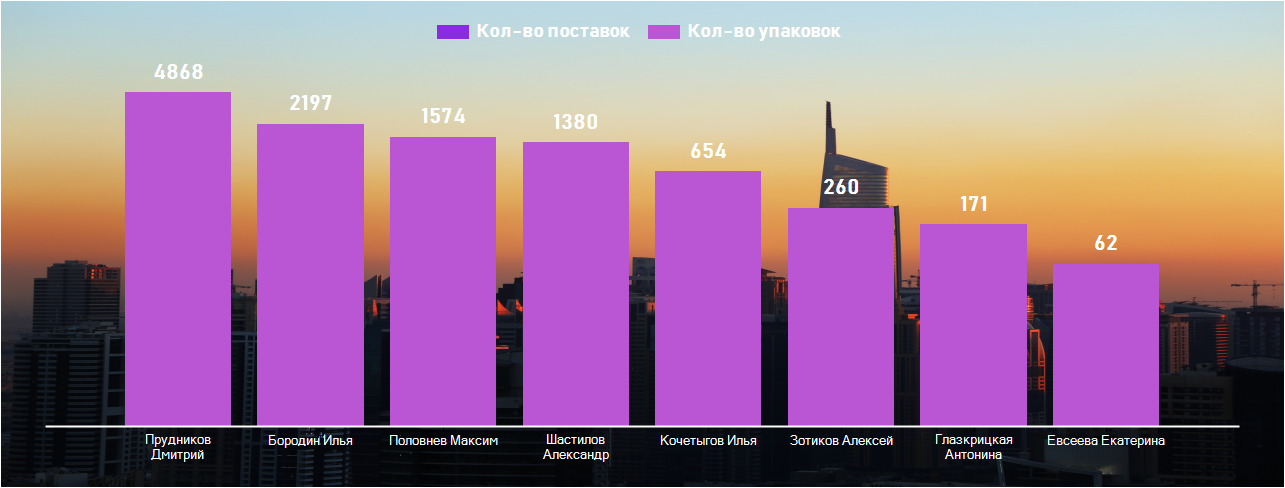 Кол-во поставок Кол-во упаковок
4868
2197
1574
1380
654
260
171
62
Прудников
Дмитрий
Бородин Илья
Половнев Максим
Шастилов
Александр
Кочетыгов Илья
Зотиков Алексей
Глазкрицкая
Антонина
Евсеева Екатерина